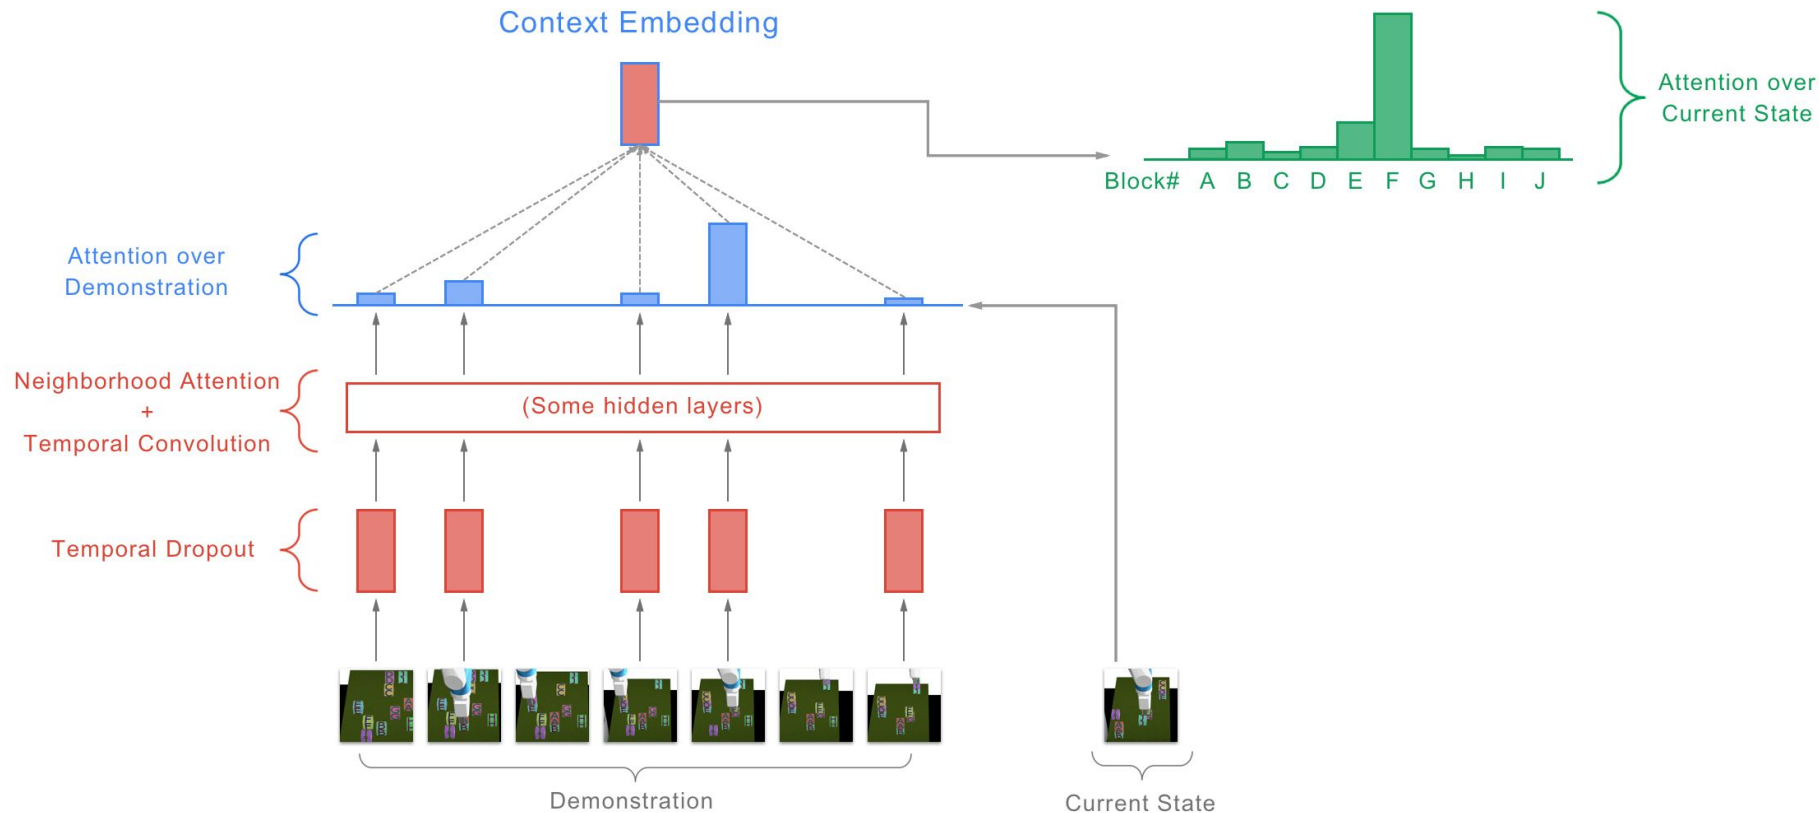 Context Embedding
Attention over
Current State
Block# A B C D E F G H I J
Attention over
Demonstration
Neighborhood Attention
+
Temporal Convolution
(Some hidden layers)
Temporal Dropout
Demonstration
Current State